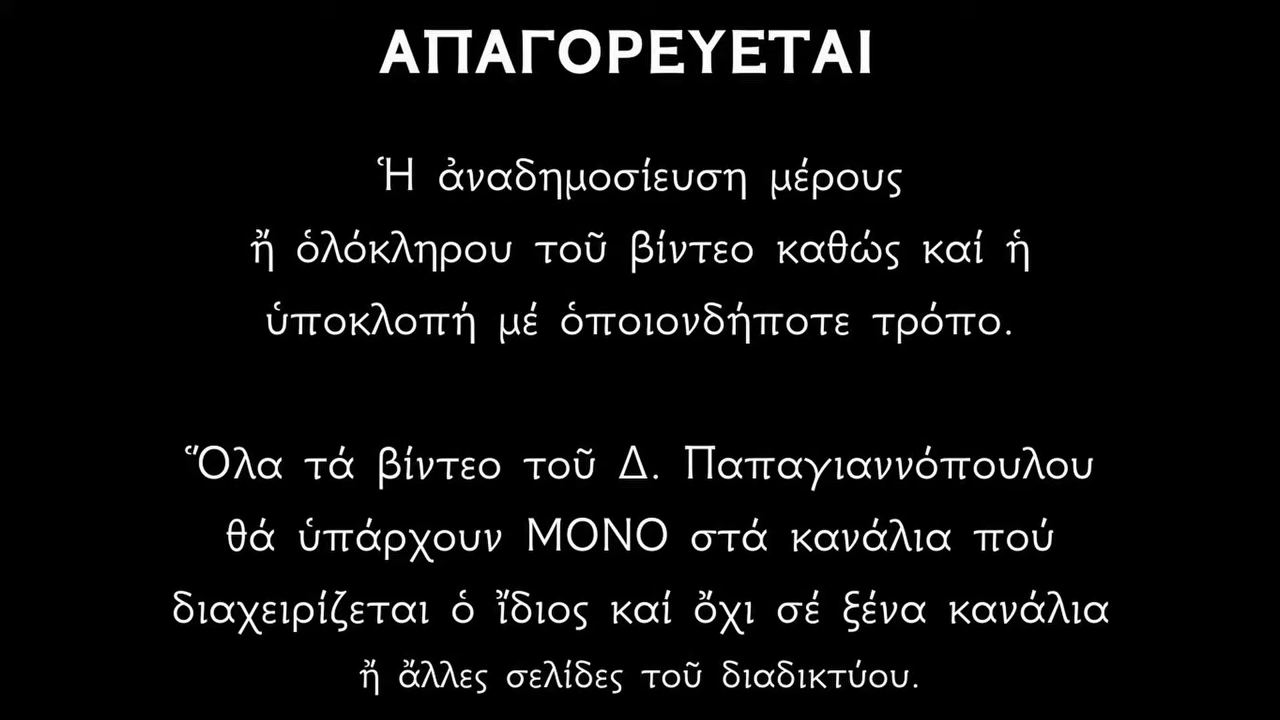 ΑΠΑΓΟΡΕΥΕΤΑΙ
Ἡ ἀναδημοσίευση μέρους
ἤ ὁλόκληρου τοῦ βίντεο καθώς καί ἡ
ὑποκλοπή μέ ὁποιονδήποτε τρόπο.
Ὅλα τά βίντεο τοῦ Δ. Παπαγιαννόπουλου
θά ὑπάρχουν ΜΟΝΟ στά κανάλια πού
διαχειρίζεται ὁ ἴδιος καί ὄχι σέ ξένα κανάλια
ἤ ἄλλες σελίδες τοῦ διαδικτύου.